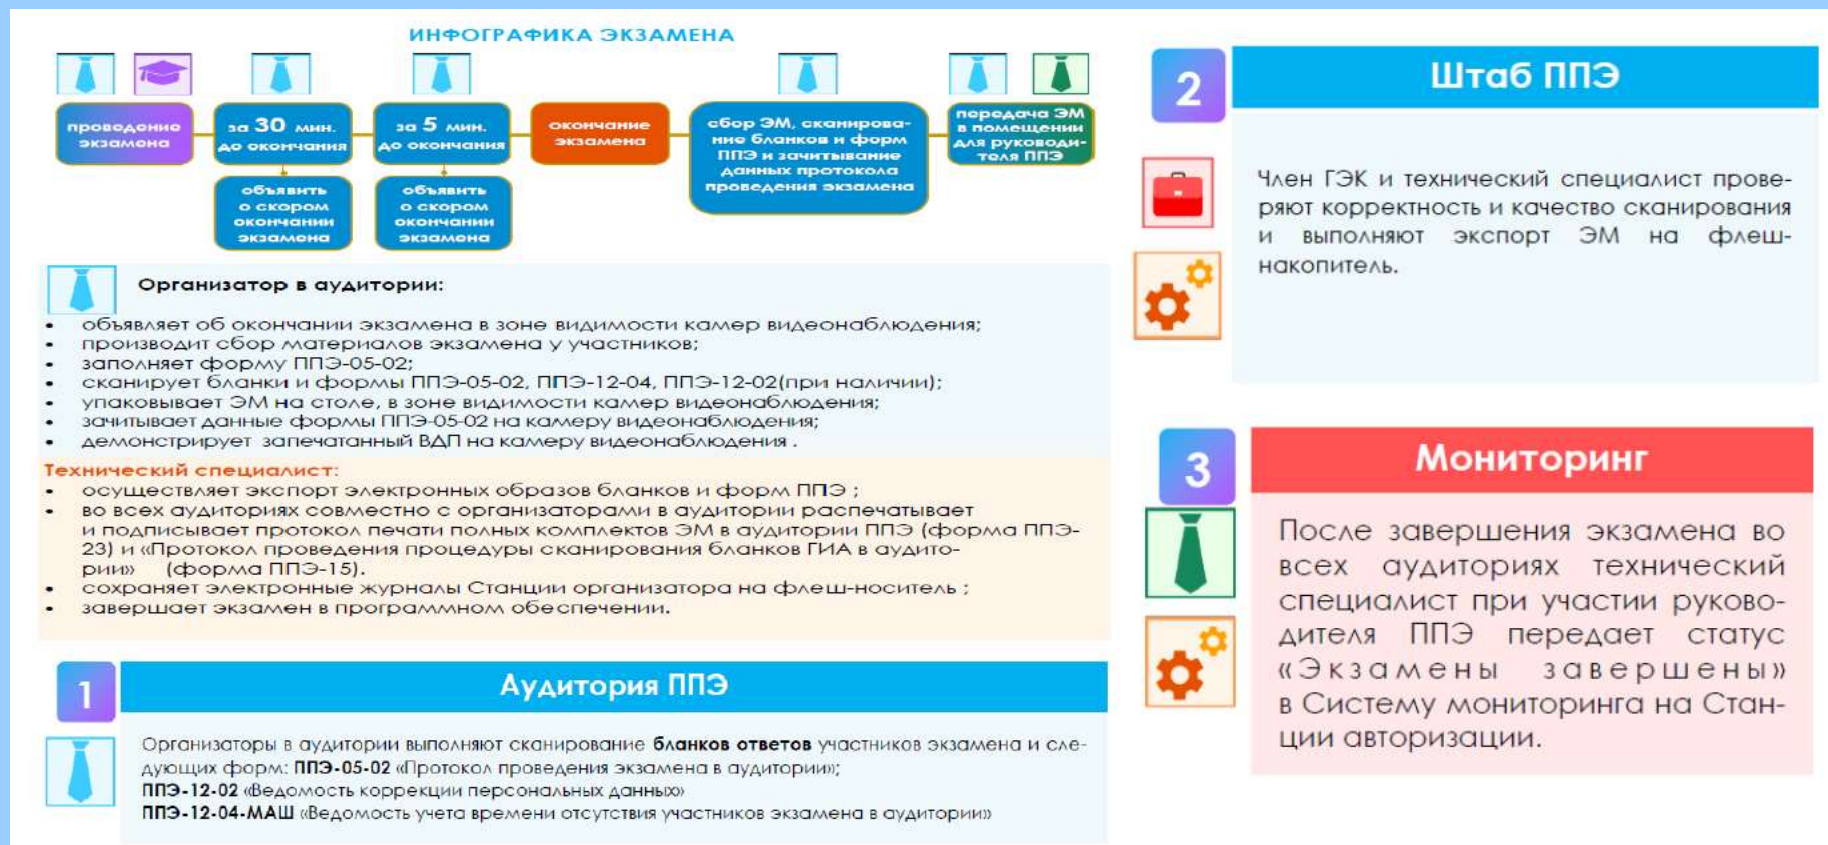 ИНФОГРАФИКА ЭКЗАМЕНА
проведение
экзамена
за 30 мин.
до окончания
объявить
о скором
окончании
экзамена
за 5 мин.
до окончания
объявить
о скором
окончании
экзамена
окончание
экзамена
сбор ЭМ, сканирова-
ние бланков и форм
ППЭ и зачитывание
данных протокола
проведения экзамена
передача ЭМ
в помещении
для руководи-
теля ППЭ
Организатор в аудитории:
• объявляет об окончании экзамена в зоне видимости камер видеонаблюдения;
• производит сбор материалов экзамена у участников;
• заполняет форму ППЭ-05-02;
• сканирует бланки и формы ППЭ-05-02, ППЭ-12-04, ППЭ-12-02(при наличии);
• упаковывает ЭМ на столе, в зоне видимости камер видеонаблюдения;
• зачитывает данные формы ППЭ-05-02 на камеру видеонаблюдения;
• демонстрирует запечатанный ВДП на камеру видеонаблюдения .
Технический специалист:
• осуществляет экспорт электронных образов бланков и форм ППЭ ;
• во всех аудиториях совместно с организаторами в аудитории распечатывает
и подписывает протокол печати полных комплектов ЭМ в аудитории ППЭ (форма ППЭ-
23) и «Протокол проведения процедуры сканирования бланков ГИА в аудито-
рии» (форма ППЭ-15).
• сохраняет электронные журналы Станции организатора на флеш-носитель ;
• завершает экзамен в программном обеспечении.
1
Аудитория ППЭ
Организаторы в аудитории выполняют сканирование бланков ответов участников экзамена и сле-
дующих форм: ППЭ-05-02 «Протокол проведения экзамена в аудитории»;
ППЭ-12-02 «Ведомость коррекции персональных данных»
ППЭ-12-04-МАШ «Ведомость учета времени отсутствия участников экзамена в аудитории»
2
Штаб ППЭ
Член ГЭК и технический специалист прове-
ряют корректность и качество сканирования
и выполняют экспорт ЭМ на флеш-
накопитель.
3
Мониторинг
После завершения экзамена во
всех аудиториях технический
специалист при участии руково-
дителя ППЭ передает статус
«Экзамены завершены»
в Систему мониторинга на Стан-
ции авторизации.